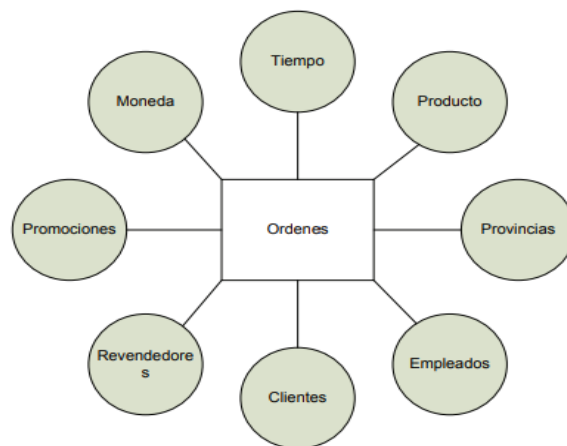 Tiempo
Moneda
Producto
Promociones
Ordenes
Provincias
Revendedore
s
Empleados
Clientes